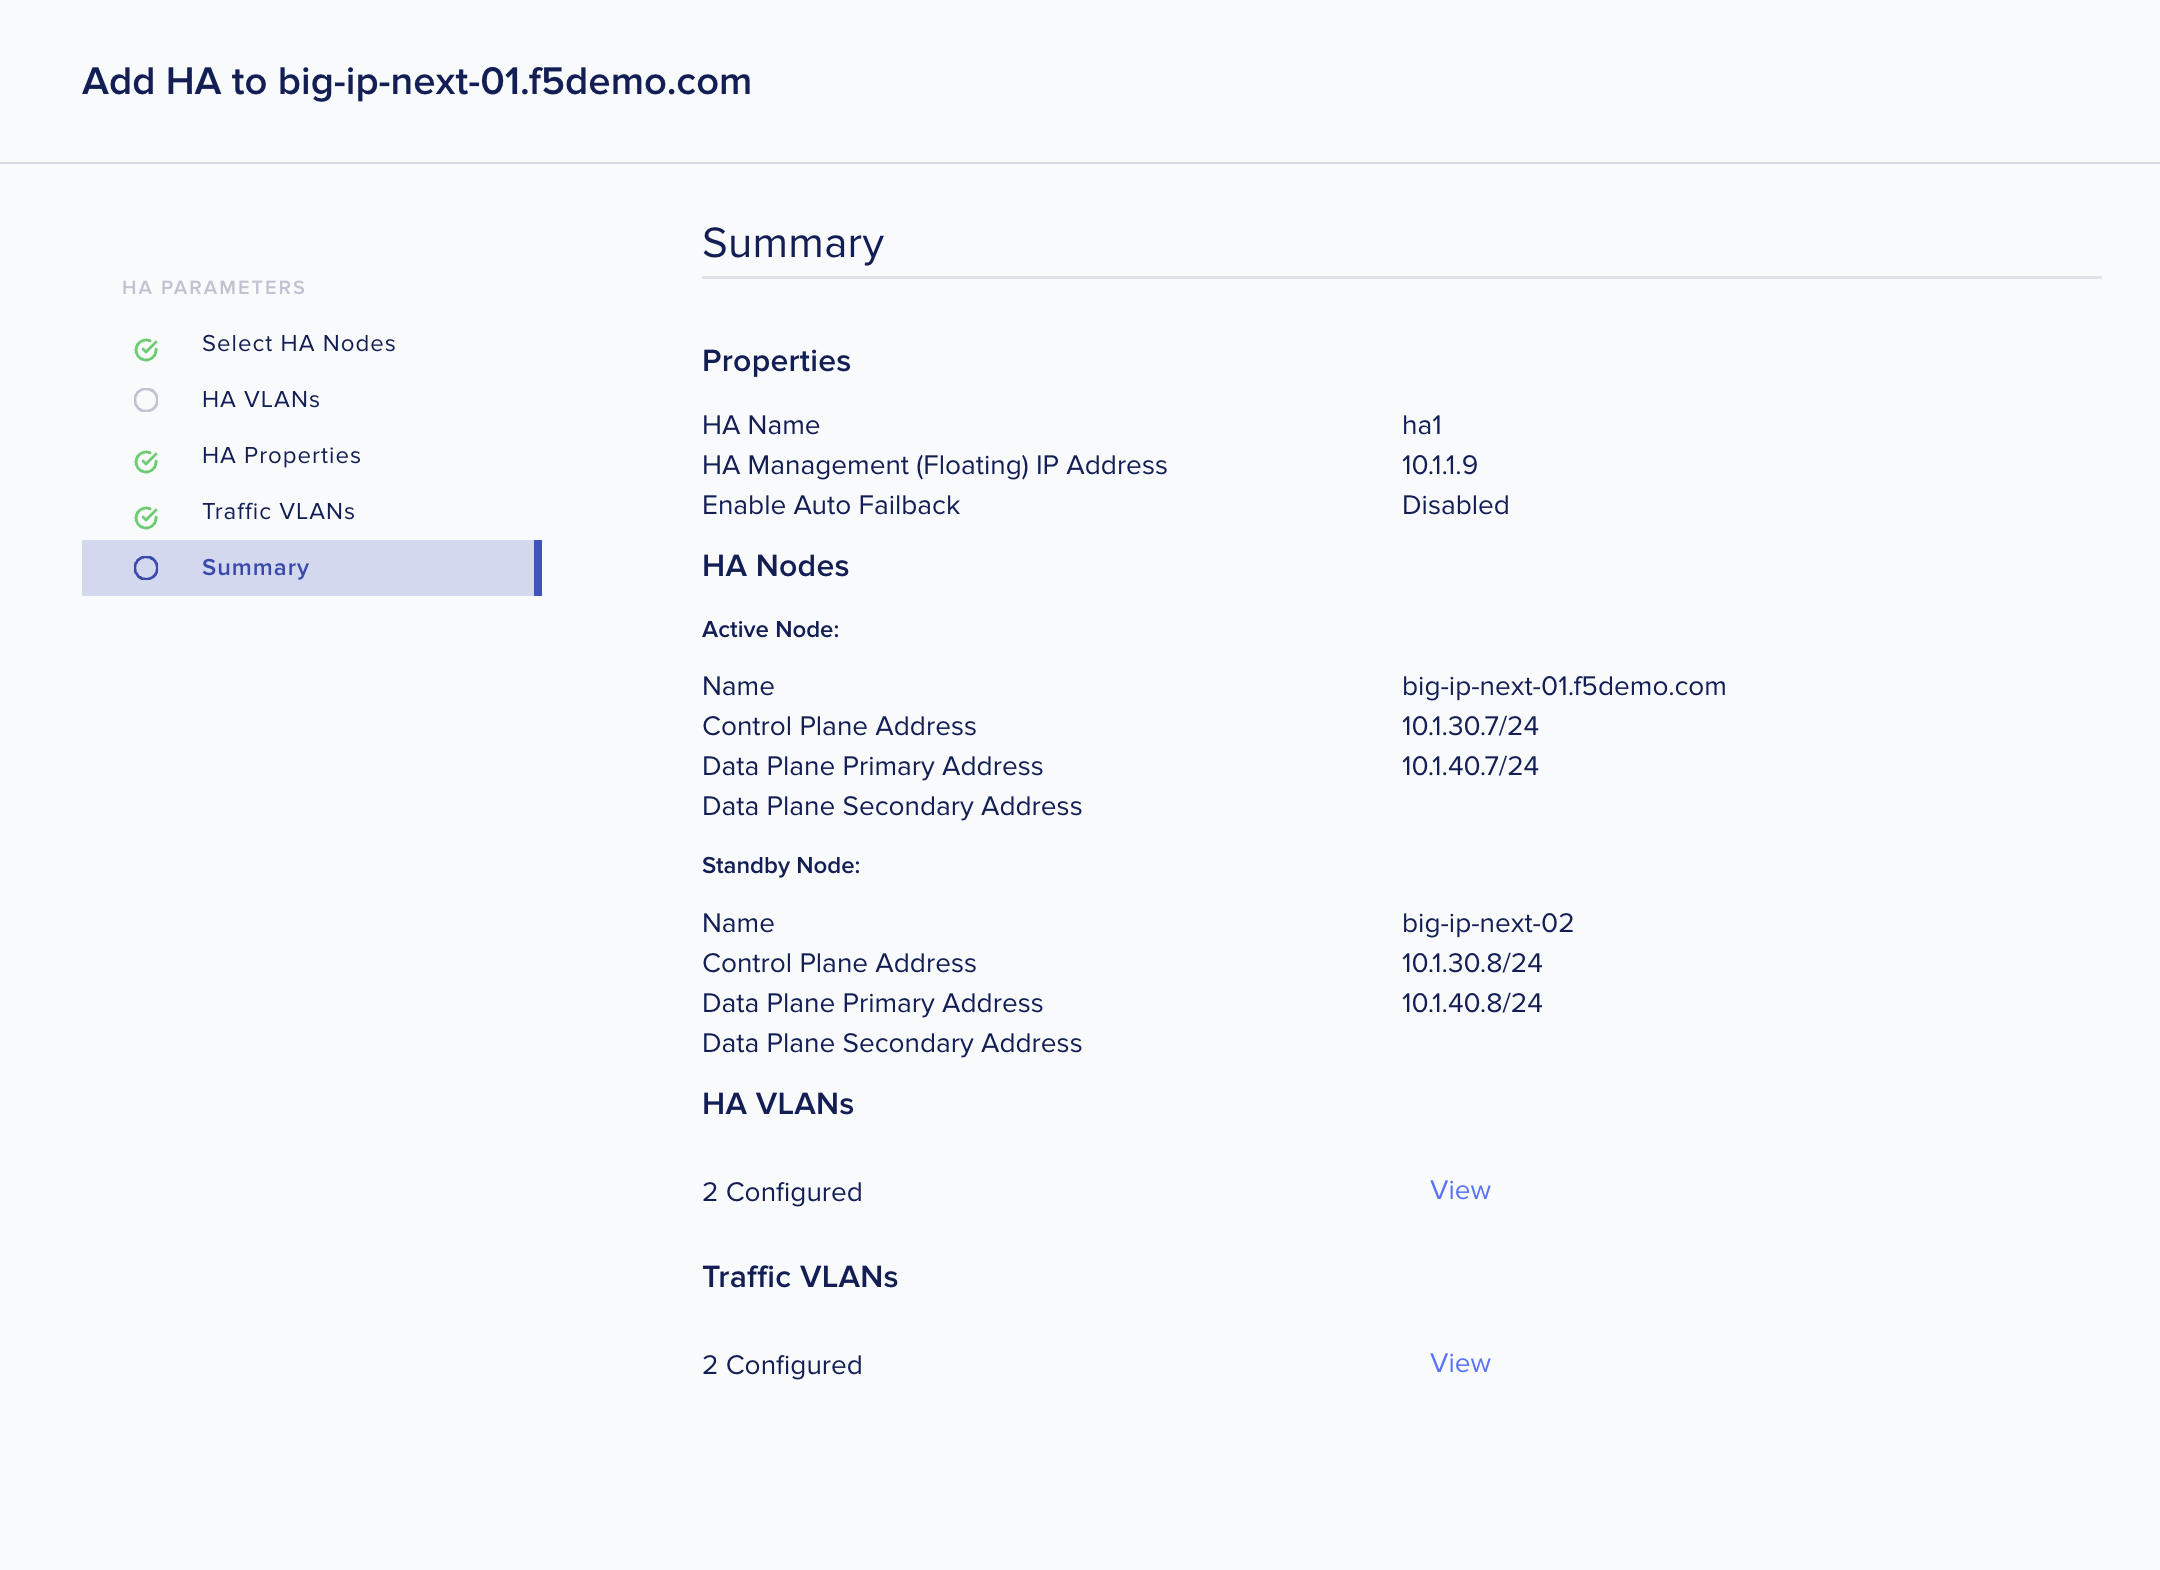 Add HA to big-ip-next-01.f5demo.com
HA PARAMETERS
Select HA Nodes
HA VLANs
HA Properties
Traffic VLANs
Summary
Summary
Properties
HA Name ha1
HA Management (Floating) IP Address 10.1.1.9
Enable Auto Failback Disabled
HA Nodes
Active Node:
Name big-ip-next-01.f5demo.com
Control Plane Address 10.1.30.7/24
Data Plane Primary Address 10.1.40.7/24
Data Plane Secondary Address
Standby Node:
Name big-ip-next-02
Control Plane Address 10.1.30.8/24
Data Plane Primary Address 10.1.40.8/24
Data Plane Secondary Address
HA VLANs
2 Configured View
Traffic VLANs
2 Configured View